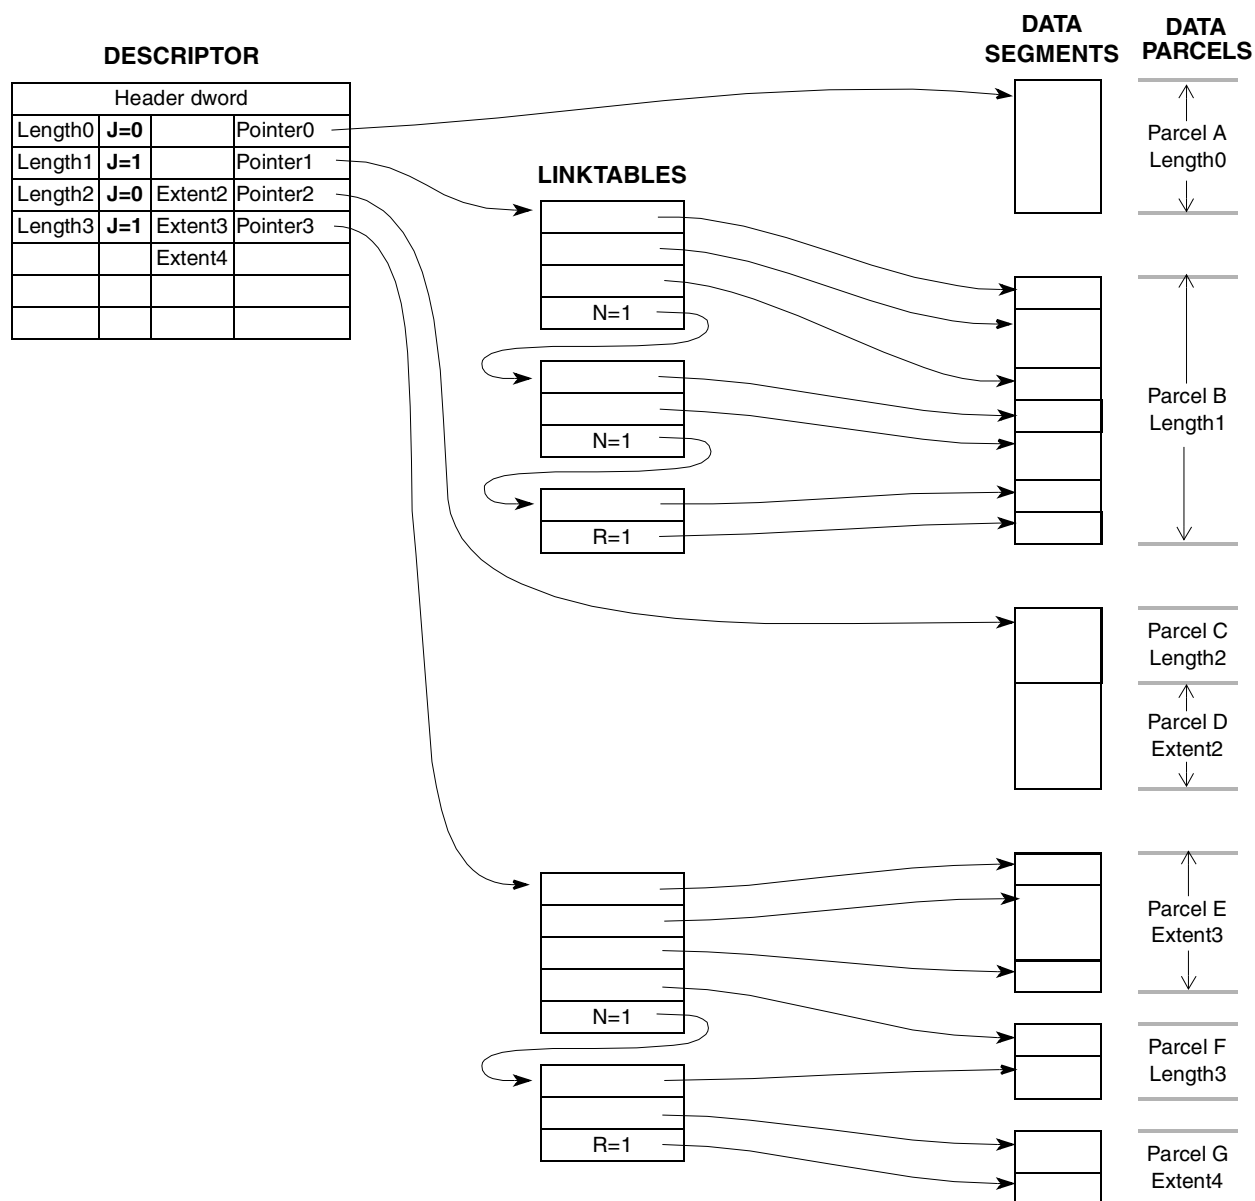 DESCRIPTOR
Header dword
Length0 J=0 Pointer0
Length1 J=1 Pointer1
Length2 J=0 Extent2 Pointer2
Length3 J=1 Extent3 Pointer3
Extent4
LINKTABLES
N=1
N=1
R=1
N=1
R=1
DATA
SEGMENTS
DATA
PARCELS
Parcel A
Length0
Parcel B
Length1
Parcel C
Length2
Parcel D
Extent2
Parcel E
Extent3
Parcel F
Length3
Parcel G
Extent4